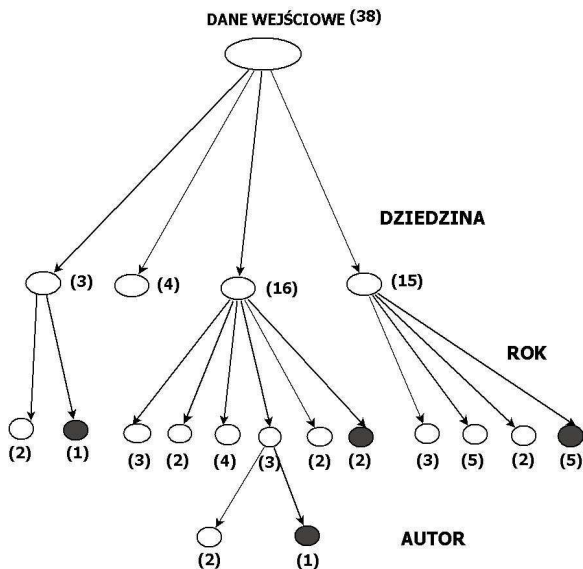 DANE WEJŚCIOWE (38)
DZIEDZINA
(3) (4) (16) (15)
ROK
(2) (1) (3) (2) (4) (3) (2) (2) (3) (5) (2) (5)
(2) (1) AUTOR